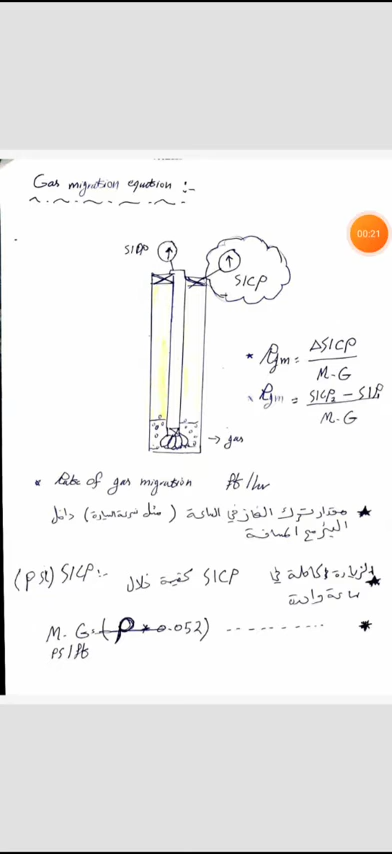 Gas migration equation :-
00:21
SIDP
SICP
* Rgm = ΔSICP / M-G
* Rgm = SICP₂ - SICP₁ / M-G
→ gas
* Rate of gas migration ft/hr
* مقدار تحرك الغاز في الساعة (مثل سرعة السيارة) داخل
البئر مع المسافة
* الزيادة الحاصلة في SICP كقيمة خلال (psi) SICP:-
ساعة واحدة
M.G = (ρ * 0.052) - - - - - - - - - *
PSI/ft